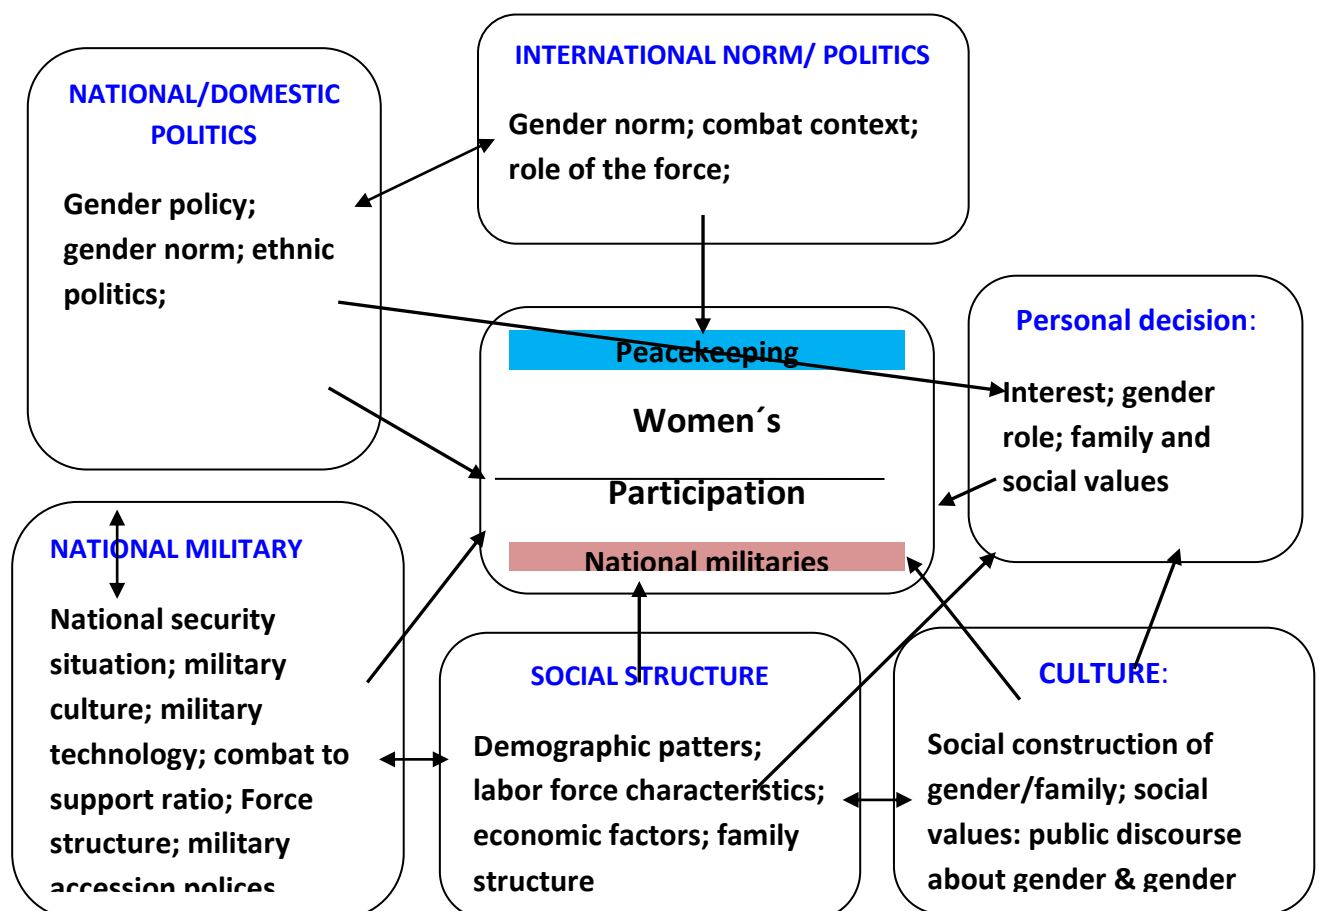 INTERNATIONAL NORM/ POLITICS
Gender norm; combat context;
role of the force;
NATIONAL/DOMESTIC
POLITICS
Gender policy;
gender norm; ethnic
politics;
Peacekeeping
Women´s
Participation
National militaries
Personal decision:
Interest; gender
role; family and
social values
NATIONAL MILITARY
National security
situation; military
culture; military
technology; combat to
support ratio; Force
structure; military
accession polices
SOCIAL STRUCTURE
Demographic patters;
labor force characteristics;
economic factors; family
structure
CULTURE:
Social construction of
gender/family; social
values: public discourse
about gender & gender